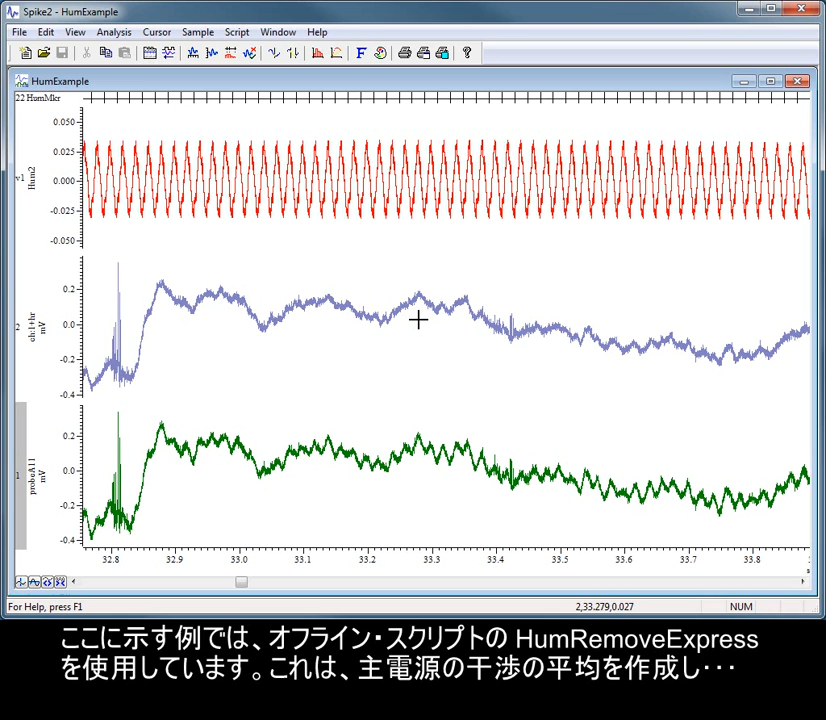 Spike2 - HumExample
File Edit View Analysis Cursor Sample Script Window Help
HumExample
22 HumMkr
0.050
0.025
0.000
-0.025
-0.050
v1
Hum2
0.2
0.0
-0.2
-0.4
2
ch:1+hr
mV
0.2
0.0
-0.2
-0.4
1
probeA11
mV
32.8 32.9 33.0 33.1 33.2 33.3 33.4 33.5 33.6 33.7 33.8
s
For Help, press F1
2,33.279,0.027
NUM
ここに示す例では、オフライン・スクリプトの HumRemoveExpress
を使用しています。これは、主電源の干渉の平均を作成し･･･